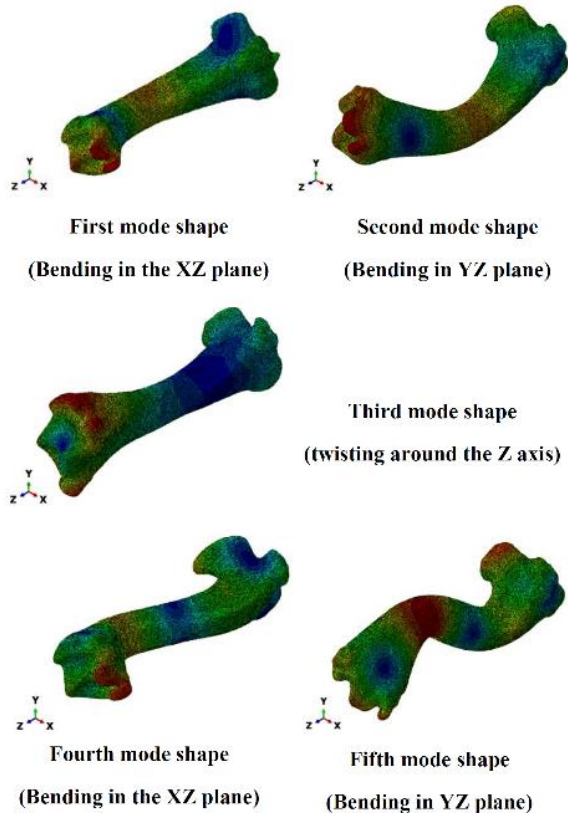 Y
Z X
Y
Z X
First mode shape
(Bending in the XZ plane)
Second mode shape
(Bending in YZ plane)
Y
Z X
Third mode shape
(twisting around the Z axis)
Y
Z X
Y
Z X
Fourth mode shape
(Bending in the XZ plane)
Fifth mode shape
(Bending in YZ plane)